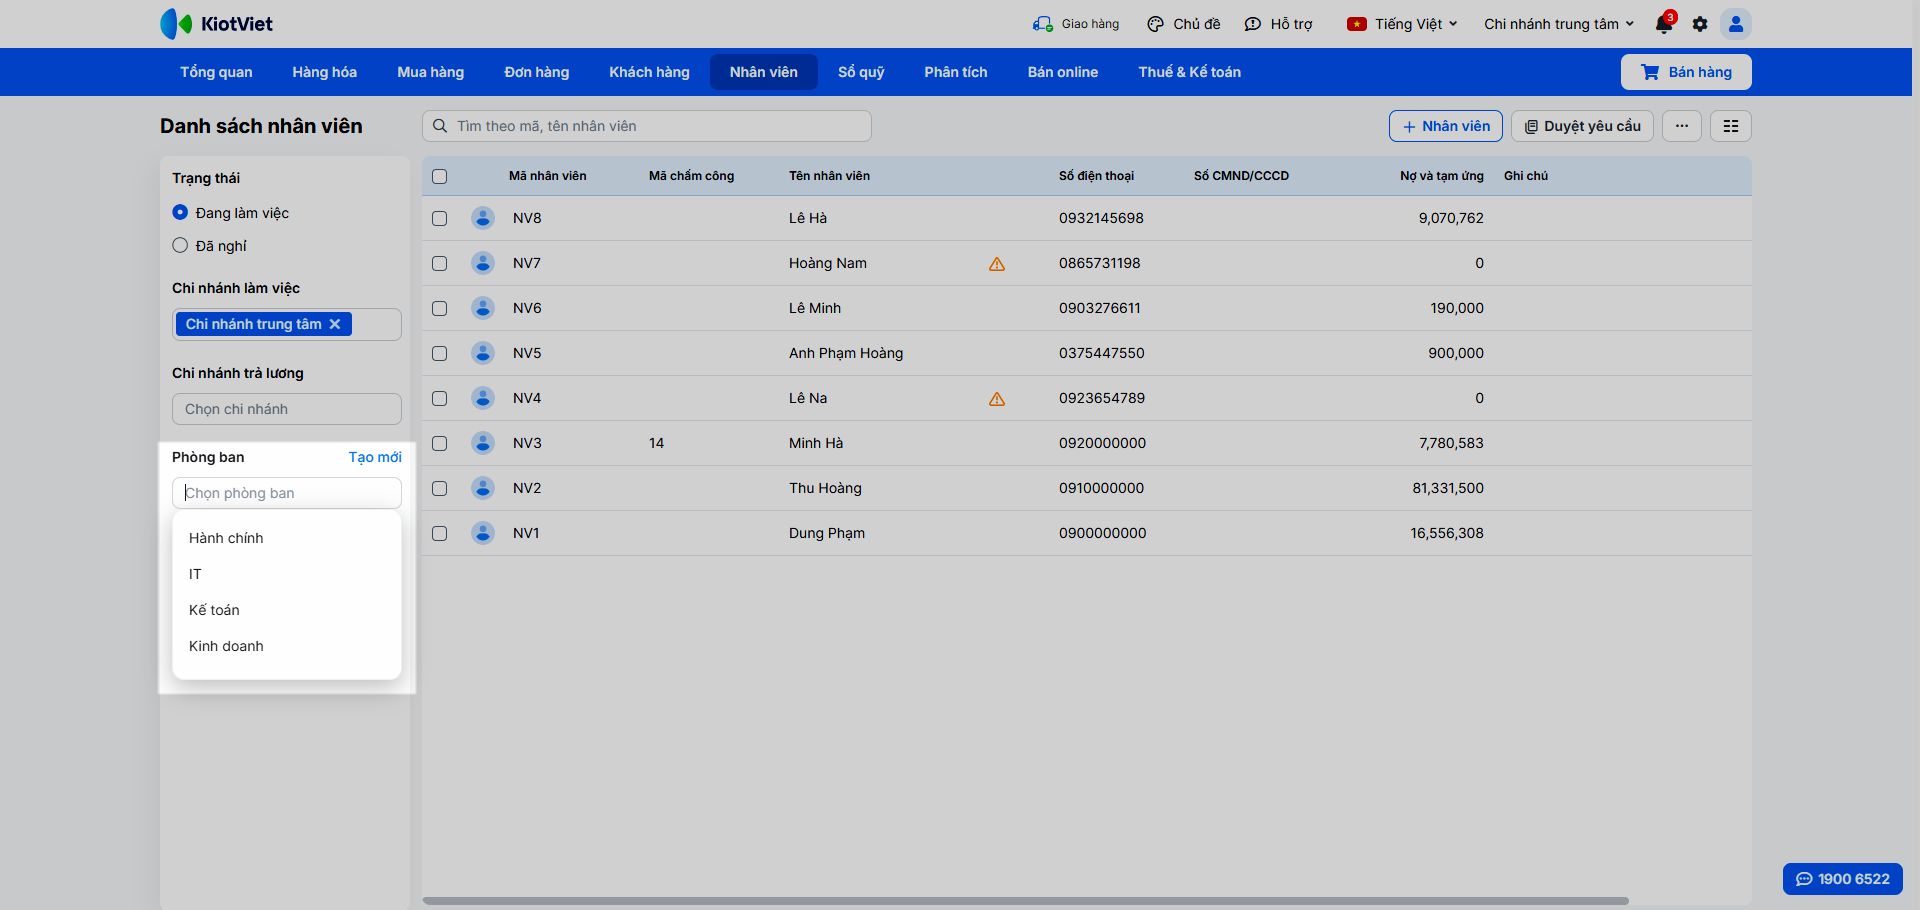 KiotViet
Giao hàng Chủ đề Hỗ trợ Tiếng Việt Chi nhánh trung tâm 3
Tổng quan Hàng hóa Mua hàng Đơn hàng Khách hàng Nhân viên Sổ quỹ Phân tích Bán online Thuế & Kế toán Bán hàng
Danh sách nhân viên
Tìm theo mã, tên nhân viên
Nhân viên Duyệt yêu cầu
Trạng thái
Đang làm việc
Đã nghỉ
Chi nhánh làm việc
Chi nhánh trung tâm
Chi nhánh trả lương
Chọn chi nhánh
Phòng ban Tạo mới
Chọn phòng ban
Hành chính
IT
Kế toán
Kinh doanh
Mã nhân viên Mã chấm công Tên nhân viên Số điện thoại Số CMND/CCCD Nợ và tạm ứng Ghi chú
NV8 Lê Hà 0932145698 9,070,762
NV7 Hoàng Nam 0865731198 0
NV6 Lê Minh 0903276611 190,000
NV5 Anh Phạm Hoàng 0375447550 900,000
NV4 Lê Na 0923654789 0
NV3 14 Minh Hà 0920000000 7,780,583
NV2 Thu Hoàng 0910000000 81,331,500
NV1 Dung Phạm 0900000000 16,556,308
1900 6522